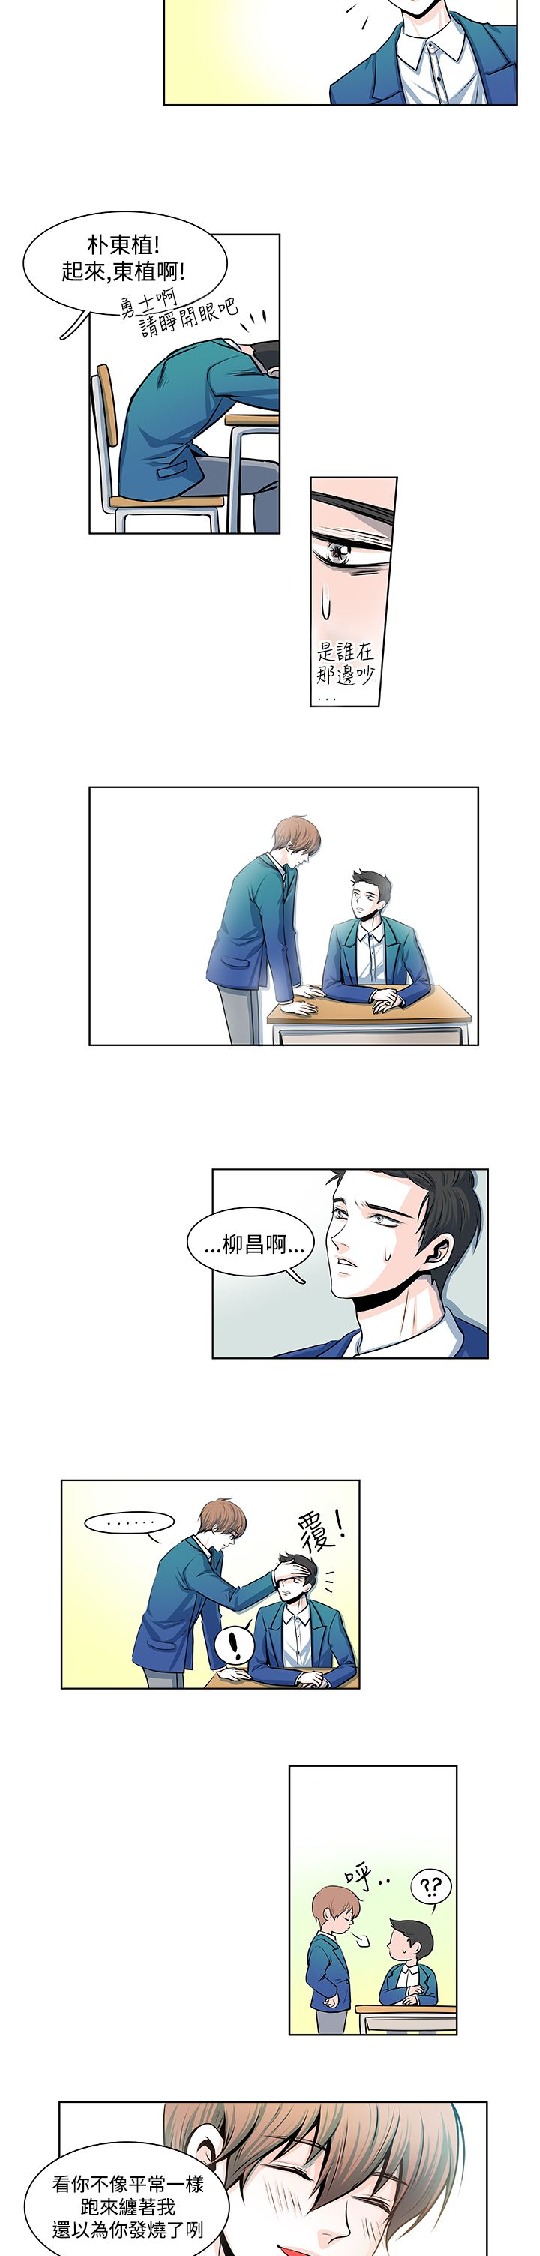 朴東植!
起來,東植啊!
勇士啊
請睜開眼吧
是誰在
那邊吵
...
...柳昌啊...
......
覆!
!
呼..
??
看你不像平常一樣
跑來纏著我
還以為你發燒了咧